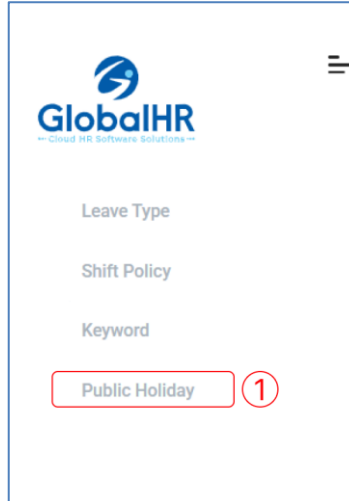 GlobalHR
Cloud HR Software Solutions
Leave Type
Shift Policy
Keyword
Public Holiday
1